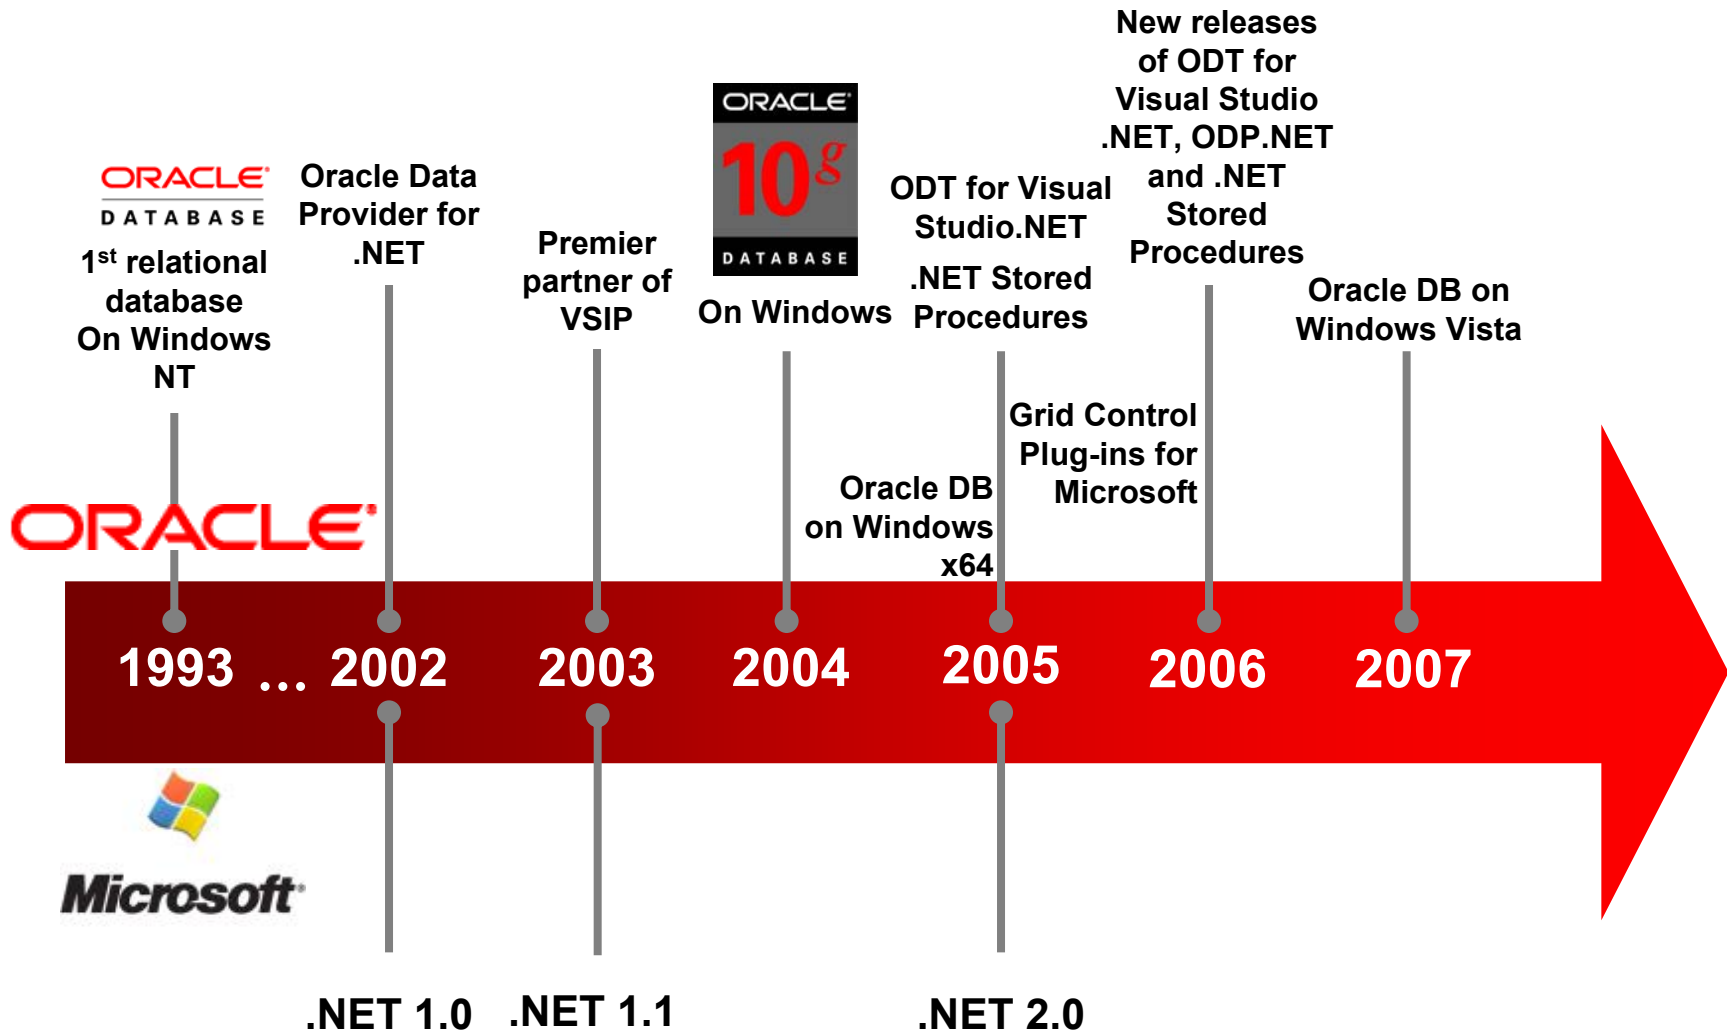 ORACLE
DATABASE
1st relational
database
On Windows
NT
Oracle Data
Provider for
.NET
Premier
partner of
VSIP
ORACLE
10g
DATABASE
On Windows
ODT for Visual
Studio.NET
.NET Stored
Procedures
Oracle DB
on Windows
x64
New releases
of ODT for
Visual Studio
.NET, ODP.NET
and .NET
Stored
Procedures
Grid Control
Plug-ins for
Microsoft
Oracle DB on
Windows Vista
ORACLE
1993 ... 2002 2003 2004 2005 2006 2007
Microsoft
.NET 1.0 .NET 1.1 .NET 2.0